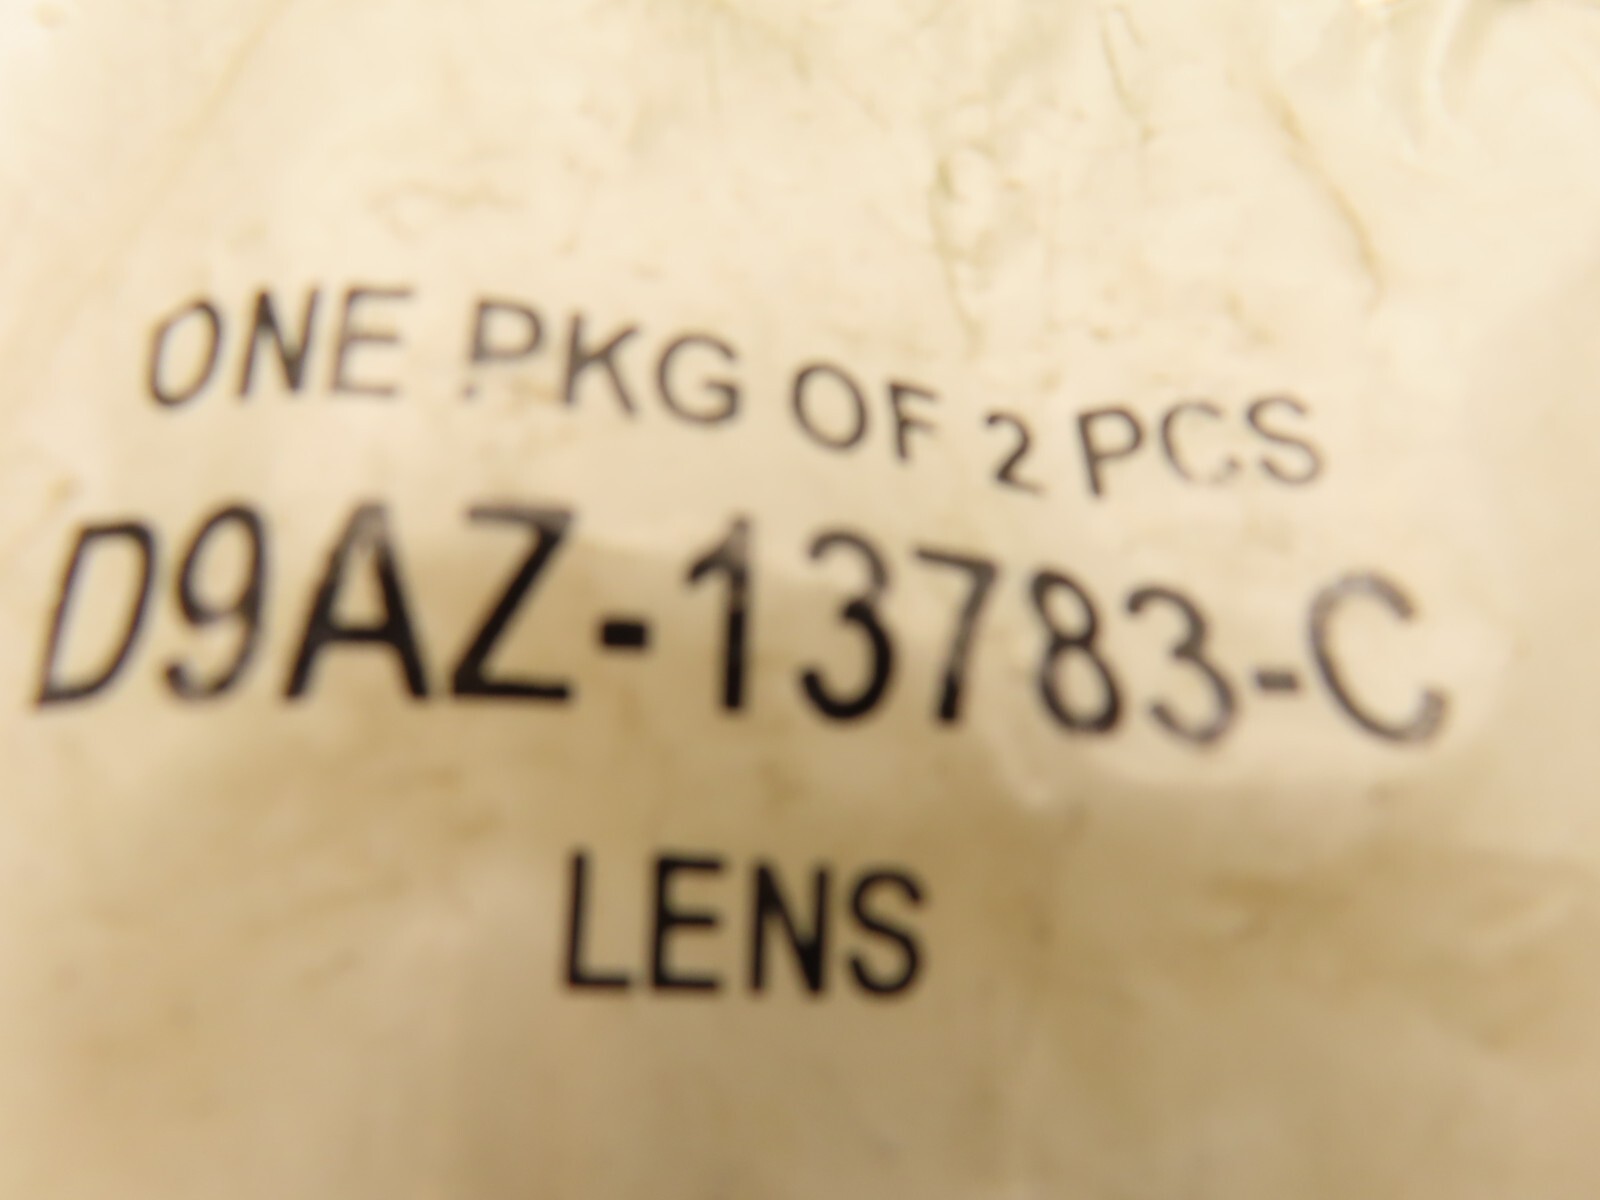 ONE PKG OF 2 PCS
D9AZ-13783-C
LENS